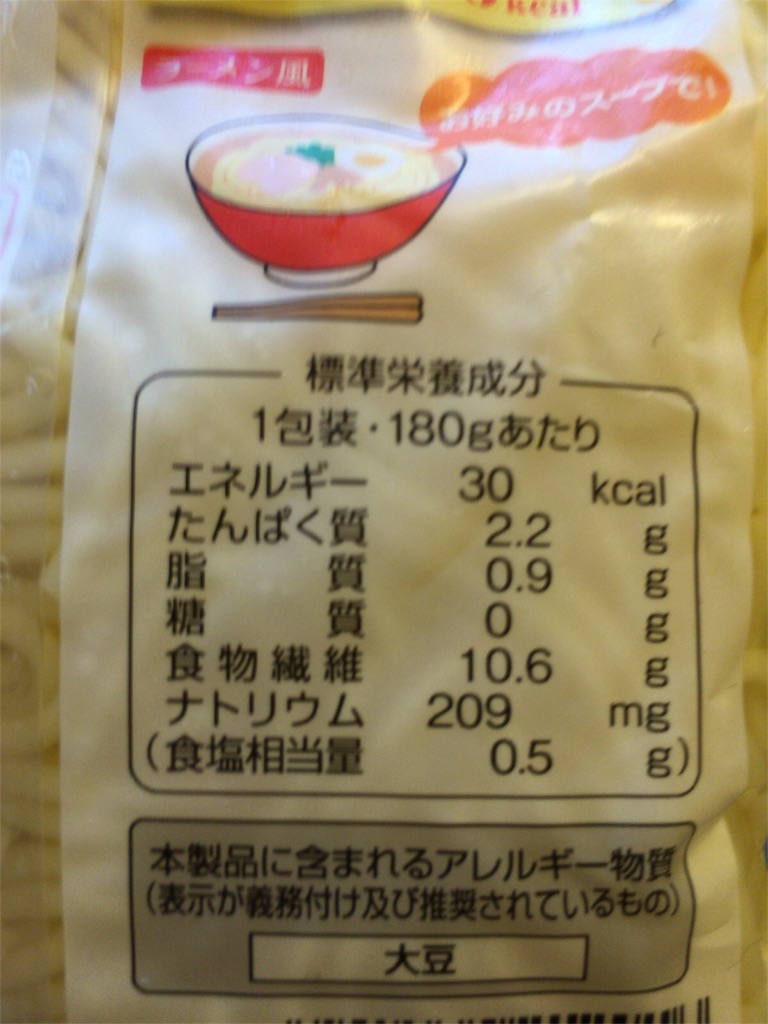 kcal
ラーメン風
お好みのスープで!
標準栄養成分
1包装・180gあたり
エネルギー 30 kcal
たんぱく質 2.2 g
脂質 0.9 g
糖質 0 g
食物繊維 10.6 g
ナトリウム 209 mg
(食塩相当量 0.5 g)
本製品に含まれるアレルギー物質
(表示が義務付け及び推奨されているもの)
大豆